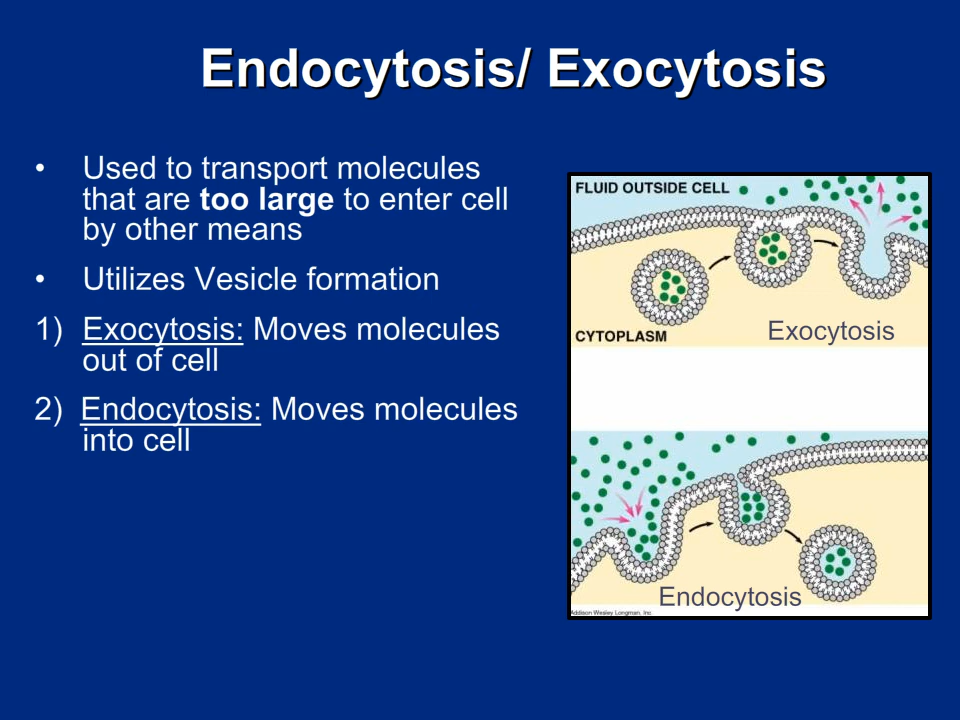 Endocytosis/ Exocytosis
• Used to transport molecules
that are too large to enter cell
by other means
• Utilizes Vesicle formation
1) Exocytosis: Moves molecules
out of cell
2) Endocytosis: Moves molecules
into cell
FLUID OUTSIDE CELL
CYTOPLASM
Exocytosis
Endocytosis
Addison Wesley Longman, Inc.